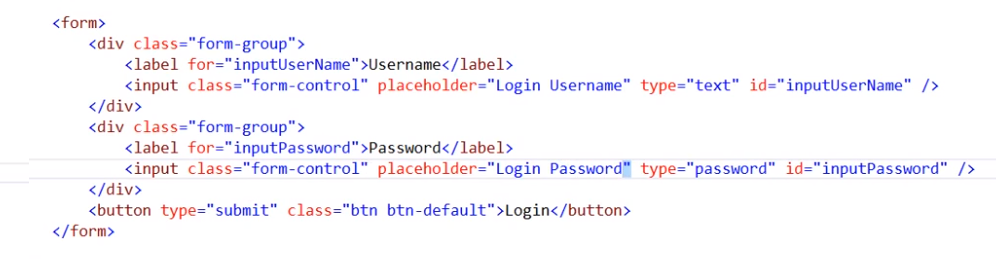 <form>
<div class="form-group">
<label for="inputUserName">Username</label>
<input class="form-control" placeholder="Login Username" type="text" id="inputUserName" />
</div>
<div class="form-group">
<label for="inputPassword">Password</label>
<input class="form-control" placeholder="Login Password" type="password" id="inputPassword" />
</div>
<button type="submit" class="btn btn-default">Login</button>
</form>